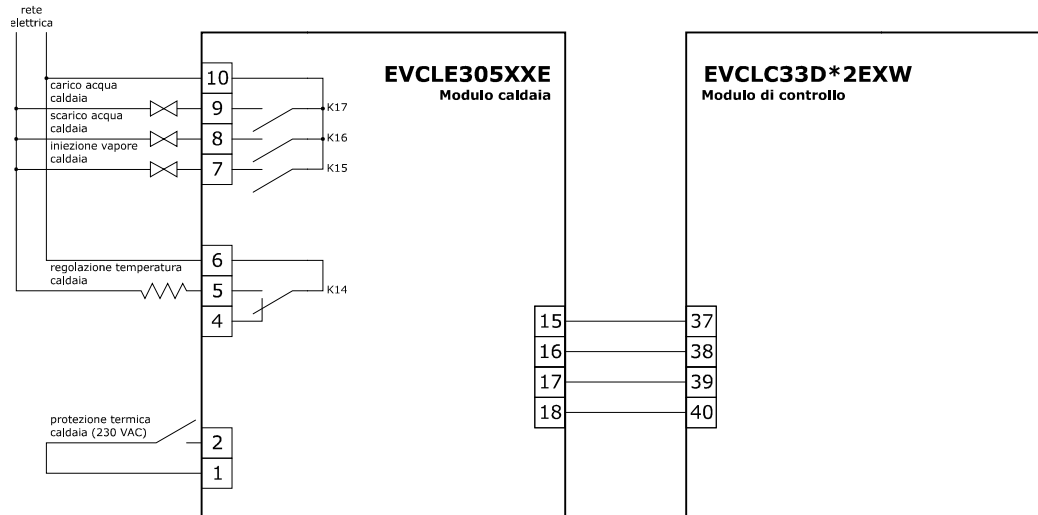 rete
elettrica
carico acqua
caldaia
scarico acqua
caldaia
iniezione vapore
caldaia
10
9
8
7
K17
K16
K15
EVCLE305XXE
Modulo caldaia
EVCLC33D*2EXW
Modulo di controllo
regolazione temperatura
caldaia
6
5
4
K14
15
16
17
18
37
38
39
40
protezione termica
caldaia (230 VAC)
2
1